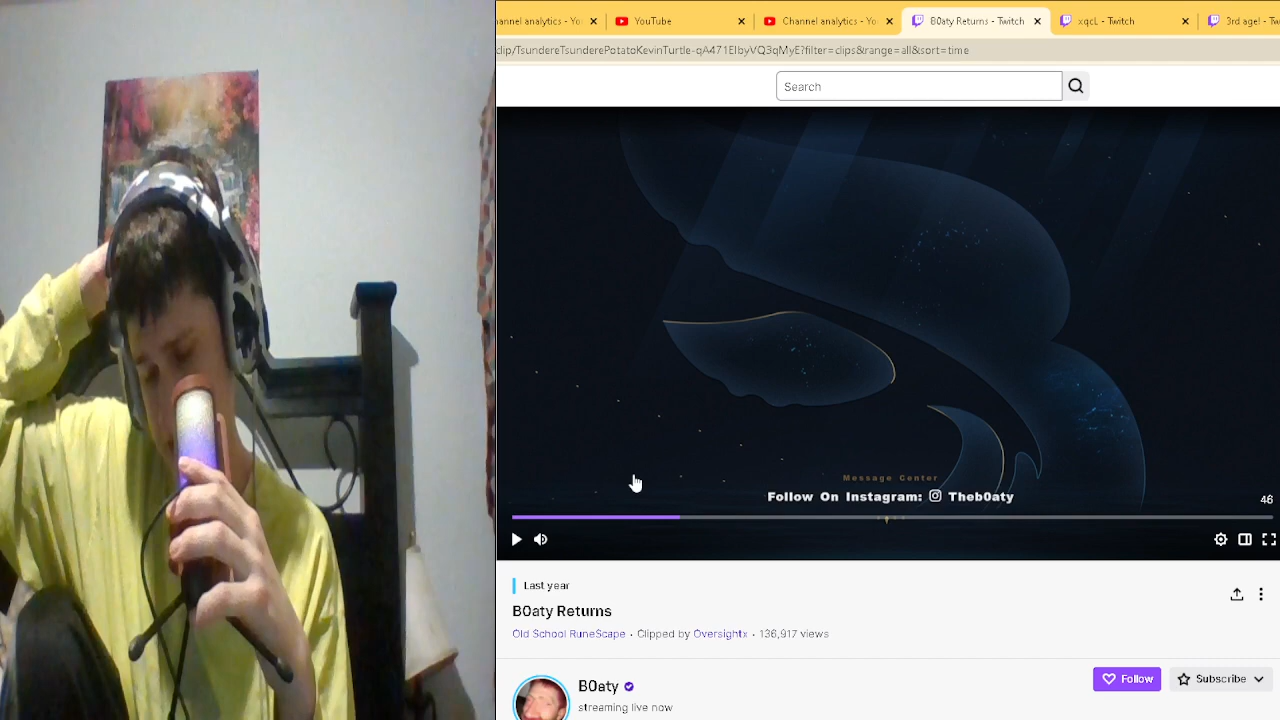 hannel analytics - Yo
YouTube
Channel analytics - Yo
B0aty Returns - Twitch
xqcL - Twitch
3rd age! - Tw
clip/TsundereTsunderePotatoKevinTurtle-qA471EIbyVQ3qMyE?filter=clips&range=all&sort=time
Search
Message Center
Follow On Instagram: Theb0aty
46
Last year
B0aty Returns
Old School RuneScape · Clipped by Oversightx · 136,917 views
B0aty
streaming live now
Follow
Subscribe